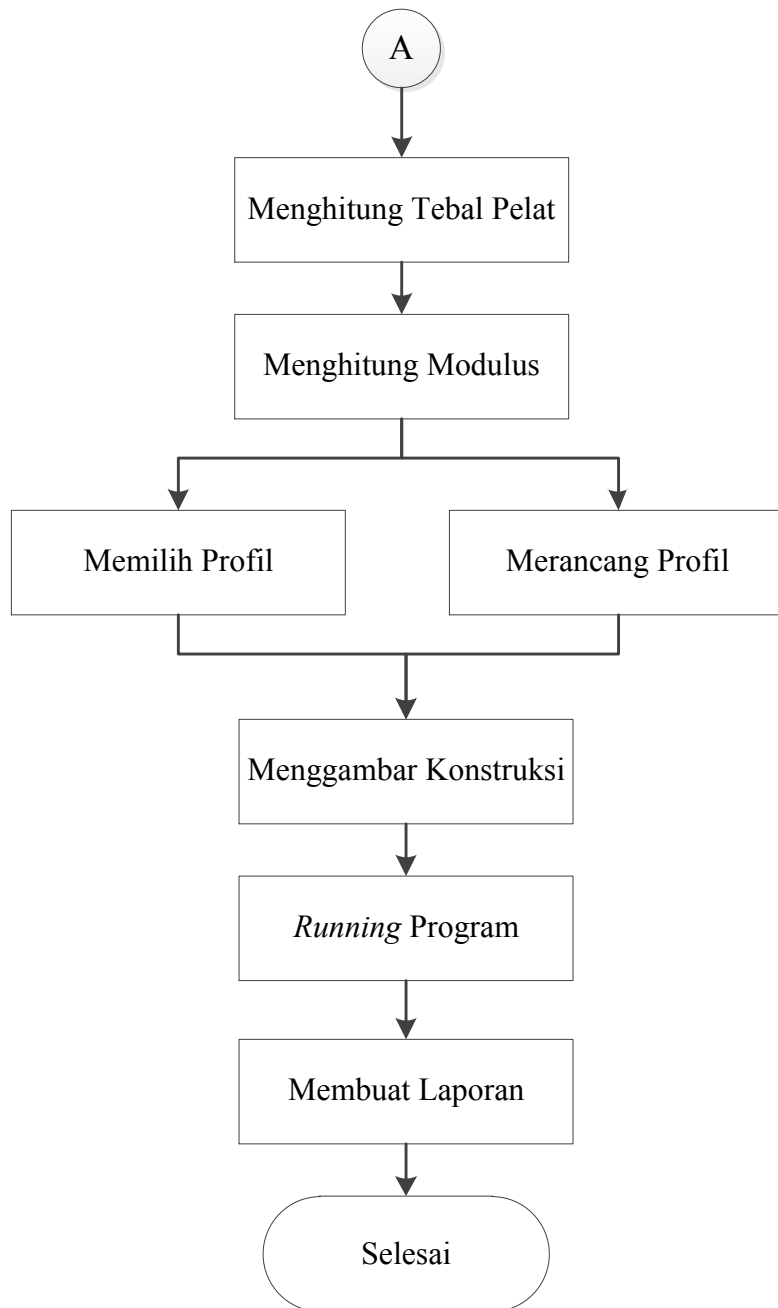 A
Menghitung Tebal Pelat
Menghitung Modulus
Memilih Profil
Merancang Profil
Menggambar Konstruksi
Running Program
Membuat Laporan
Selesai